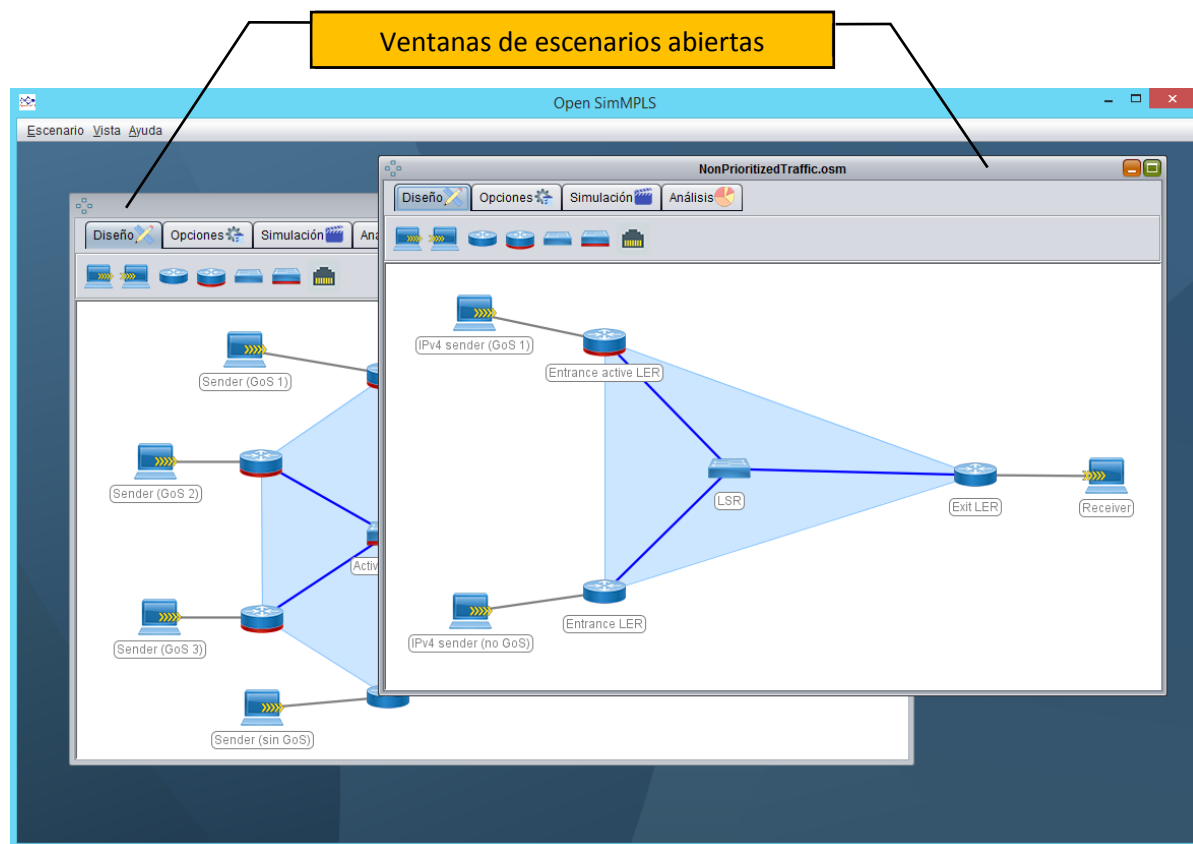 Ventanas de escenarios abiertas
Open SimMPLS
Escenario Vista Ayuda
NonPrioritizedTraffic.osm
Diseño Opciones Simulación Análisis
IPv4 sender (GoS 1)
Entrance active LER
LSR
Exit LER
Receiver
Entrance LER
IPv4 sender (no GoS)
Diseño Opciones Simulación
Sender (GoS 1)
Sender (GoS 2)
Sender (GoS 3)
Sender (sin GoS)